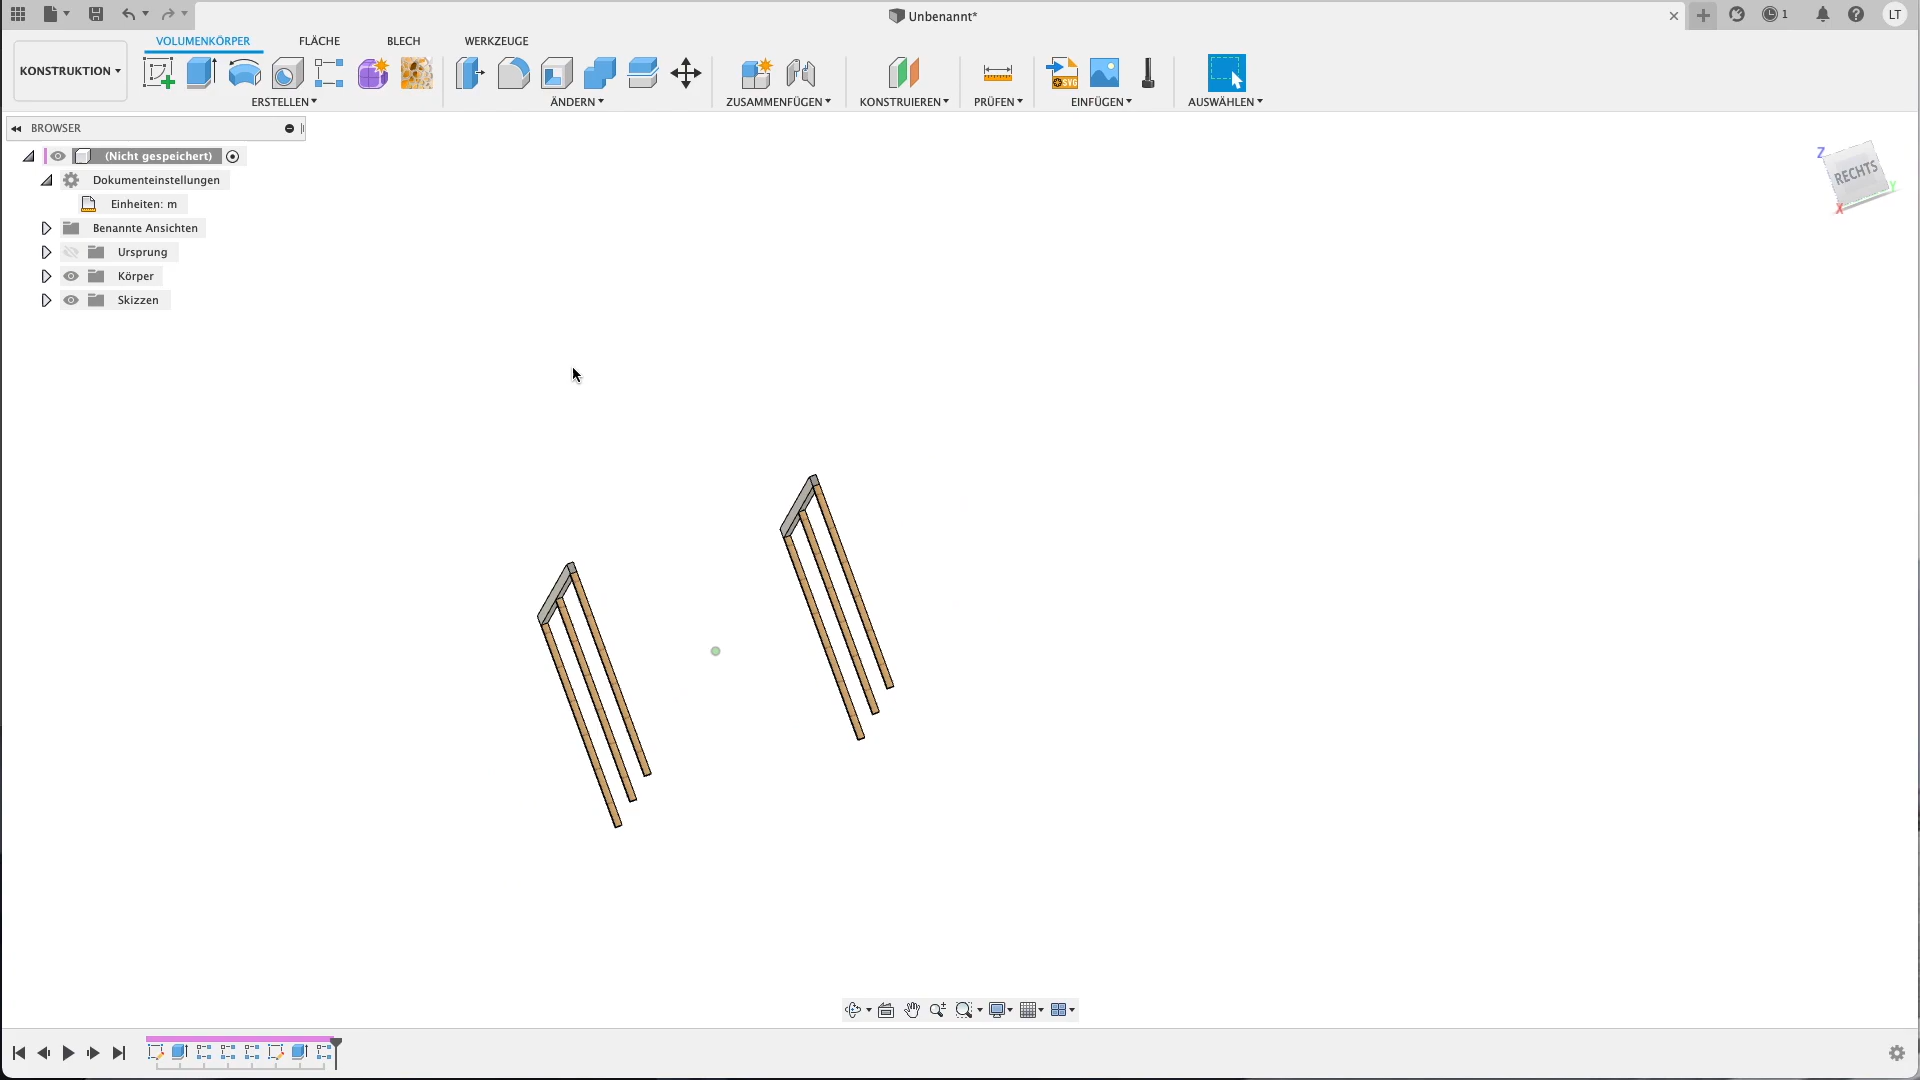 Unbenannt*
1
LT
KONSTRUKTION
VOLUMENKÖRPER
FLÄCHE
BLECH
WERKZEUGE
ERSTELLEN
ÄNDERN
ZUSAMMENFÜGEN
KONSTRUIEREN
PRÜFEN
EINFÜGEN
AUSWÄHLEN
SVG
BROWSER
(Nicht gespeichert)
Dokumenteinstellungen
Einheiten: m
Benannte Ansichten
Ursprung
Körper
Skizzen
Z
RECHTS
Y
X